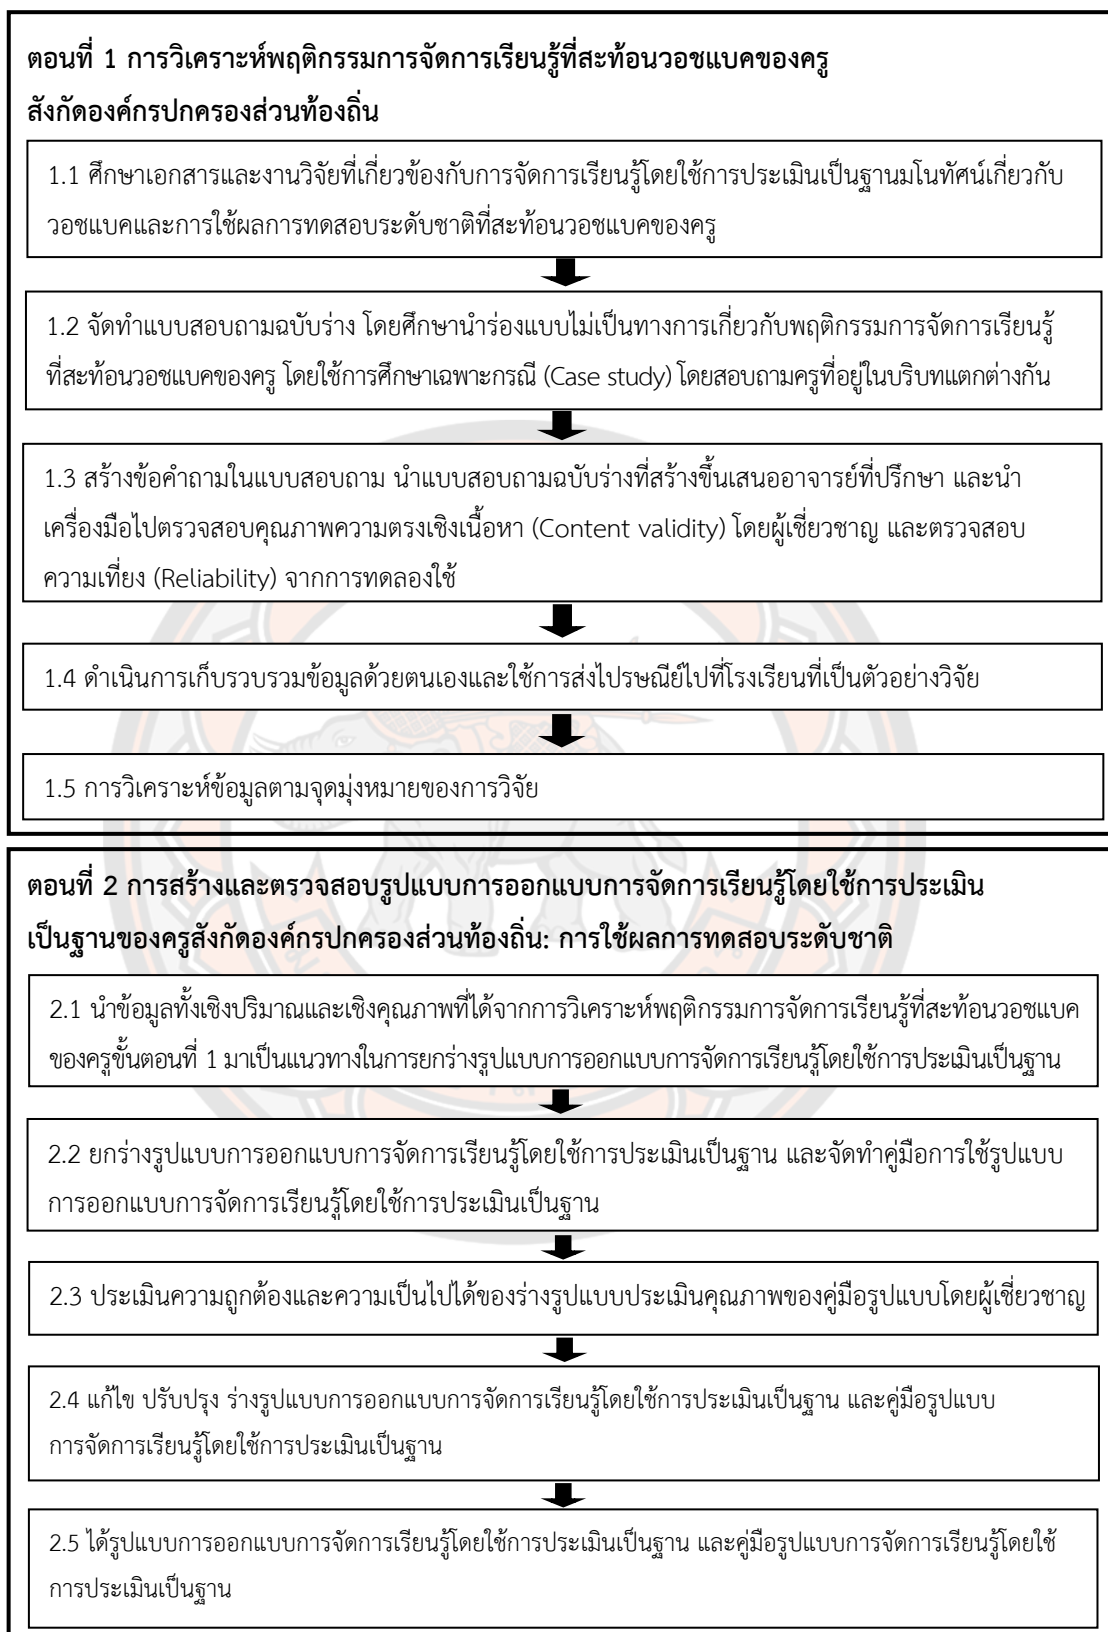 ตอนที่ 1 การวิเคราะห์พฤติกรรมการจัดการเรียนรู้ที่สะท้อนวอชแบคของครู
สังกัดองค์กรปกครองส่วนท้องถิ่น
1.1 ศึกษาเอกสารและงานวิจัยที่เกี่ยวข้องกับการจัดการเรียนรู้โดยใช้การประเมินเป็นฐานมโนทัศน์เกี่ยวกับ
วอชแบคและการใช้ผลการทดสอบระดับชาติที่สะท้อนวอชแบคของครู
1.2 จัดทำแบบสอบถามฉบับร่าง โดยศึกษานำร่องแบบไม่เป็นทางการเกี่ยวกับพฤติกรรมการจัดการเรียนรู้
ที่สะท้อนวอชแบคของครู โดยใช้การศึกษาเฉพาะกรณี (Case study) โดยสอบถามครูที่อยู่ในบริบทแตกต่างกัน
1.3 สร้างข้อคำถามในแบบสอบถาม นำแบบสอบถามฉบับร่างที่สร้างขึ้นเสนออาจารย์ที่ปรึกษา และนำ
เครื่องมือไปตรวจสอบคุณภาพความตรงเชิงเนื้อหา (Content validity) โดยผู้เชี่ยวชาญ และตรวจสอบ
ความเที่ยง (Reliability) จากการทดลองใช้
1.4 ดำเนินการเก็บรวบรวมข้อมูลด้วยตนเองและใช้การส่งไปรษณีย์ไปที่โรงเรียนที่เป็นตัวอย่างวิจัย
1.5 การวิเคราะห์ข้อมูลตามจุดมุ่งหมายของการวิจัย
ตอนที่ 2 การสร้างและตรวจสอบรูปแบบการออกแบบการจัดการเรียนรู้โดยใช้การประเมิน
เป็นฐานของครูสังกัดองค์กรปกครองส่วนท้องถิ่น: การใช้ผลการทดสอบระดับชาติ
2.1 นำข้อมูลทั้งเชิงปริมาณและเชิงคุณภาพที่ได้จากการวิเคราะห์พฤติกรรมการจัดการเรียนรู้ที่สะท้อนวอชแบค
ของครูขั้นตอนที่ 1 มาเป็นแนวทางในการยกร่างรูปแบบการออกแบบการจัดการเรียนรู้โดยใช้การประเมินเป็นฐาน
2.2 ยกร่างรูปแบบการออกแบบการจัดการเรียนรู้โดยใช้การประเมินเป็นฐาน และจัดทำคู่มือการใช้รูปแบบ
การออกแบบการจัดการเรียนรู้โดยใช้การประเมินเป็นฐาน
2.3 ประเมินความถูกต้องและความเป็นไปได้ของร่างรูปแบบประเมินคุณภาพของคู่มือรูปแบบโดยผู้เชี่ยวชาญ
2.4 แก้ไข ปรับปรุง ร่างรูปแบบการออกแบบการจัดการเรียนรู้โดยใช้การประเมินเป็นฐาน และคู่มือรูปแบบ
การจัดการเรียนรู้โดยใช้การประเมินเป็นฐาน
2.5 ได้รูปแบบการออกแบบการจัดการเรียนรู้โดยใช้การประเมินเป็นฐาน และคู่มือรูปแบบการจัดการเรียนรู้โดยใช้
การประเมินเป็นฐาน